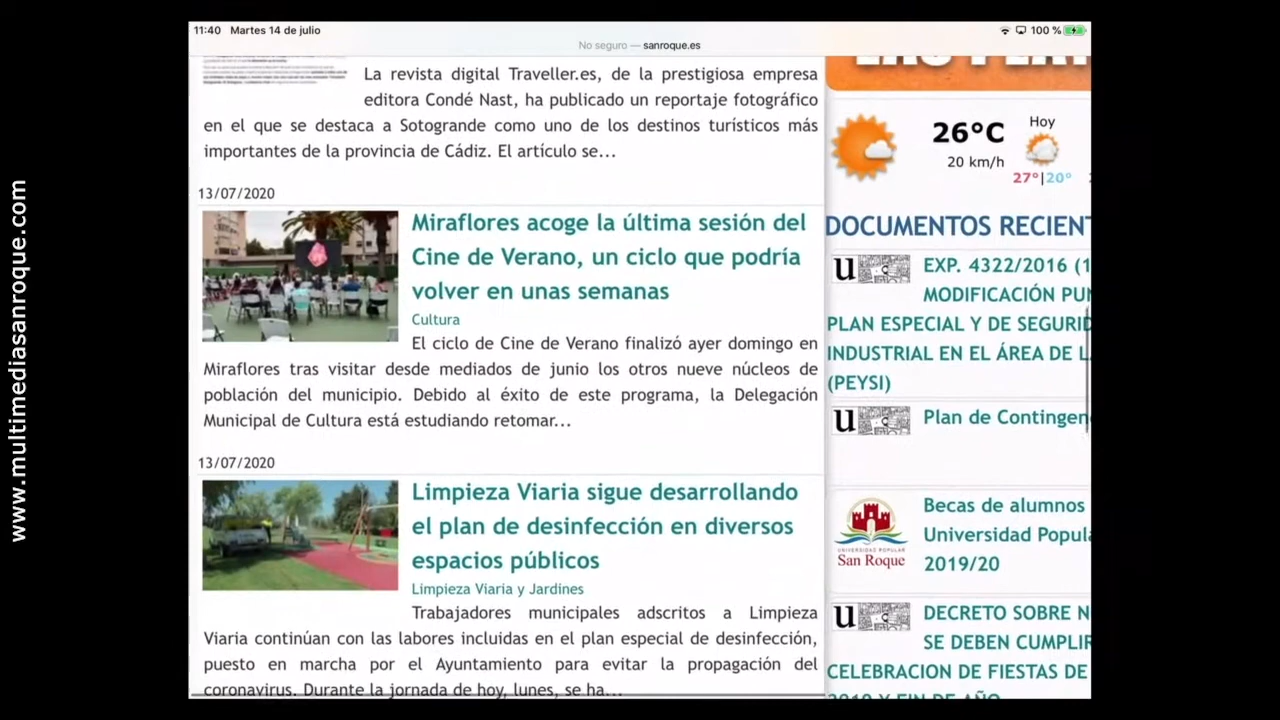 11:40 Martes 14 de julio
100 %
No seguro — sanroque.es
La revista digital Traveller.es, de la prestigiosa empresa
editora Condé Nast, ha publicado un reportaje fotográfico
en el que se destaca a Sotogrande como uno de los destinos turísticos más
importantes de la provincia de Cádiz. El artículo se...
13/07/2020
Miraflores acoge la última sesión del
Cine de Verano, un ciclo que podría
volver en unas semanas
Cultura
El ciclo de Cine de Verano finalizó ayer domingo en
Miraflores tras visitar desde mediados de junio los otros nueve núcleos de
población del municipio. Debido al éxito de este programa, la Delegación
Municipal de Cultura está estudiando retomar...
13/07/2020
Limpieza Viaria sigue desarrollando
el plan de desinfección en diversos
espacios públicos
Limpieza Viaria y Jardines
Trabajadores municipales adscritos a Limpieza
Viaria continúan con las labores incluidas en el plan especial de desinfección,
puesto en marcha por el Ayuntamiento para evitar la propagación del
coronavirus. Durante la jornada de hoy, lunes, se ha...
26°C
20 km/h
Hoy
27°|20°
DOCUMENTOS RECIENT
u
EXP. 4322/2016 (1
MODIFICACIÓN PUN
PLAN ESPECIAL Y DE SEGURID
INDUSTRIAL EN EL ÁREA DE LA
(PEYSI)
u
Plan de Contingen
UNIVERSIDAD POPULAR
San Roque
Becas de alumnos
Universidad Popula
2019/20
u
DECRETO SOBRE N
SE DEBEN CUMPLIR
CELEBRACION DE FIESTAS DE
2019 Y FIN DE AÑO
www.multimediasanroque.com